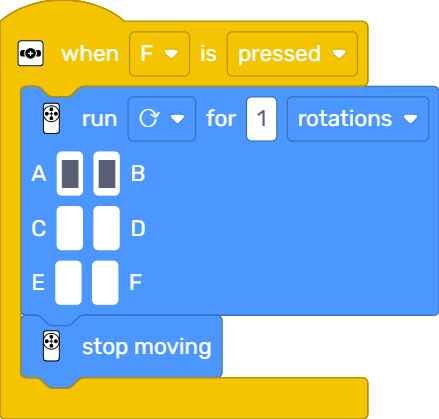 when F is pressed
run for 1 rotations
A B
C D
E F
stop moving